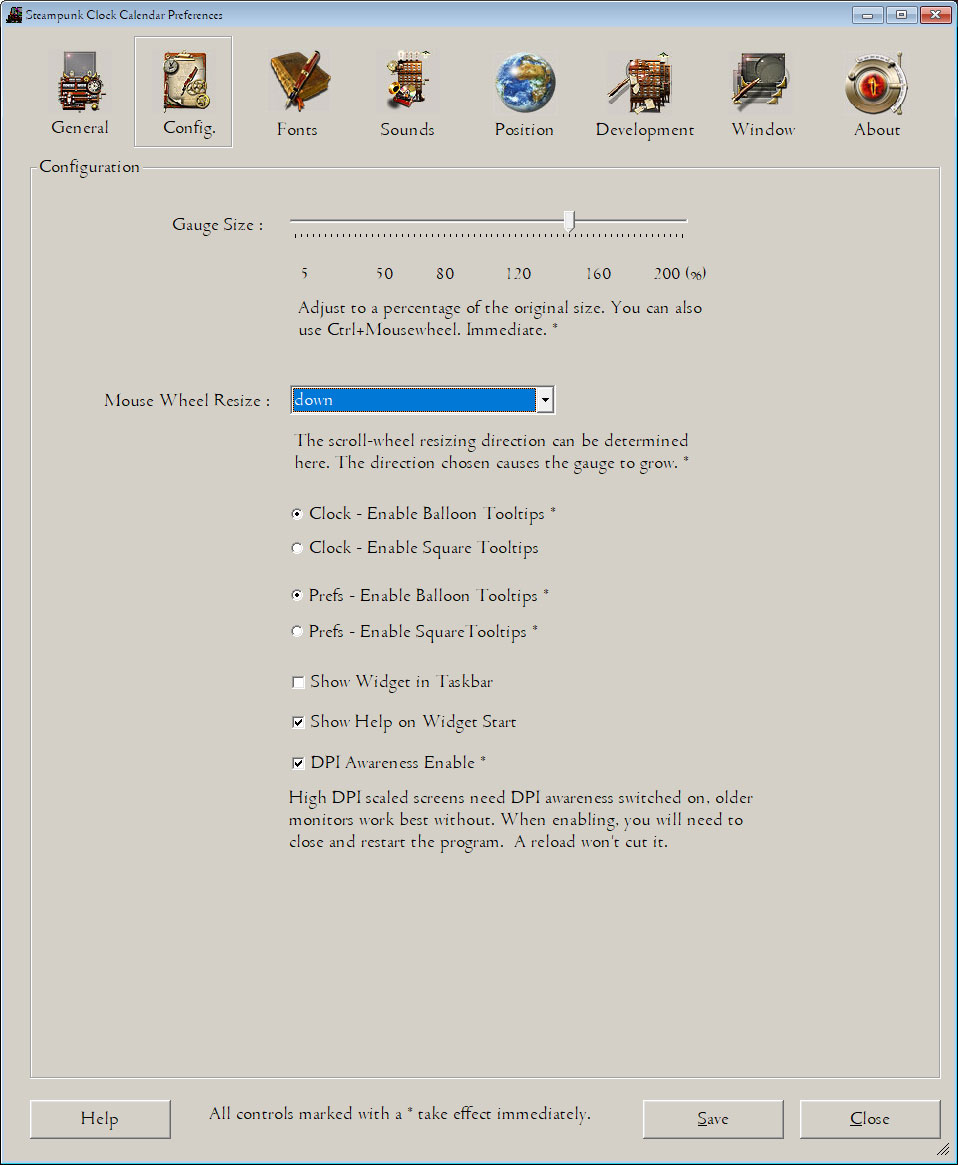 Steampunk Clock Calendar Preferences
General Config. Fonts Sounds Position Development Window About
Configuration
Gauge Size :
5 50 80 120 160 200 (%)
Adjust to a percentage of the original size. You can also
use Ctrl+Mousewheel. Immediate. *
Mouse Wheel Resize : down
The scroll-wheel resizing direction can be determined
here. The direction chosen causes the gauge to grow. *
Clock - Enable Balloon Tooltips *
Clock - Enable Square Tooltips
Prefs - Enable Balloon Tooltips *
Prefs - Enable SquareTooltips *
Show Widget in Taskbar
Show Help on Widget Start
DPI Awareness Enable *
High DPI scaled screens need DPI awareness switched on, older
monitors work best without. When enabling, you will need to
close and restart the program.  A reload won't cut it.
Help All controls marked with a * take effect immediately. Save Close